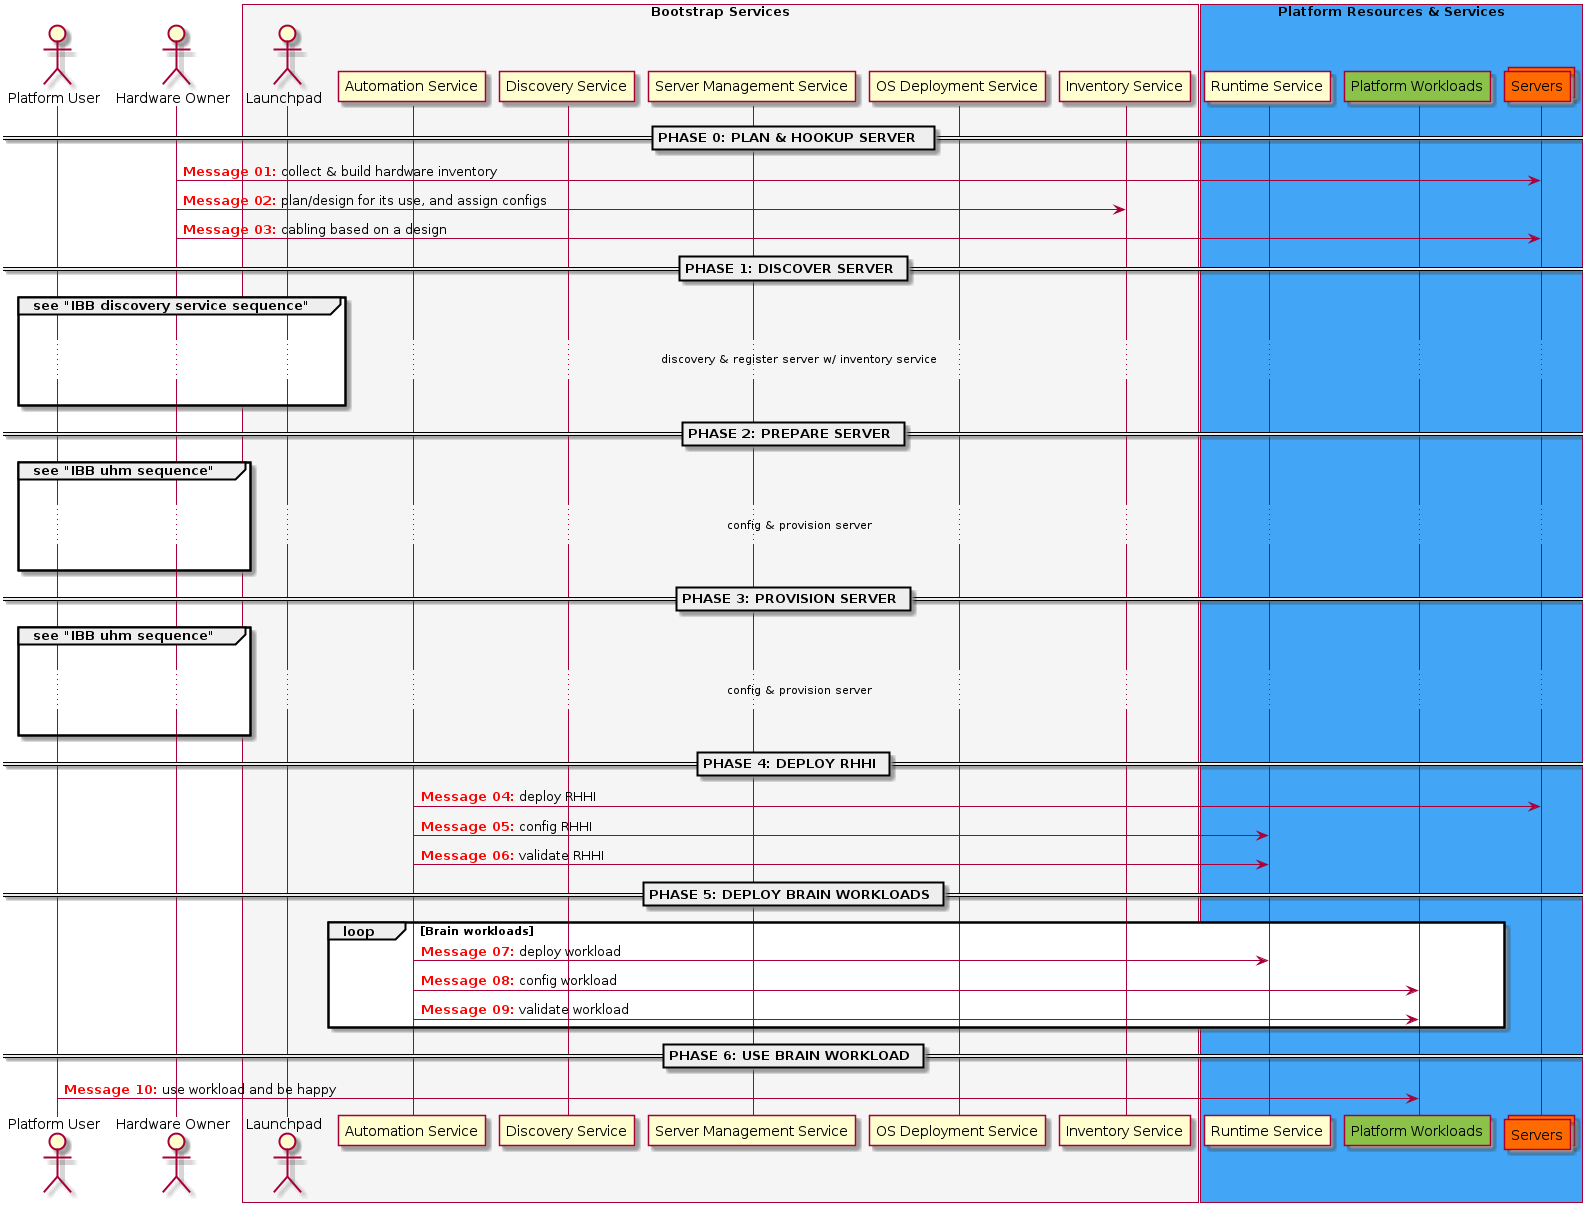 Bootstrap Services
Platform Resources & Services
Platform User
Hardware Owner
Launchpad
Automation Service
Discovery Service
Server Management Service
OS Deployment Service
Inventory Service
Runtime Service
Platform Workloads
Servers
PHASE 0: PLAN & HOOKUP SERVER
Message 01: collect & build hardware inventory
Message 02: plan/design for its use, and assign configs
Message 03: cabling based on a design
PHASE 1: DISCOVER SERVER
see "IBB discovery service sequence"
discovery & register server w/ inventory service
PHASE 2: PREPARE SERVER
see "IBB uhm sequence"
config & provision server
PHASE 3: PROVISION SERVER
see "IBB uhm sequence"
config & provision server
PHASE 4: DEPLOY RHHI
Message 04: deploy RHHI
Message 05: config RHHI
Message 06: validate RHHI
PHASE 5: DEPLOY BRAIN WORKLOADS
loop
[Brain workloads]
Message 07: deploy workload
Message 08: config workload
Message 09: validate workload
PHASE 6: USE BRAIN WORKLOAD
Message 10: use workload and be happy
Platform User
Hardware Owner
Launchpad
Automation Service
Discovery Service
Server Management Service
OS Deployment Service
Inventory Service
Runtime Service
Platform Workloads
Servers